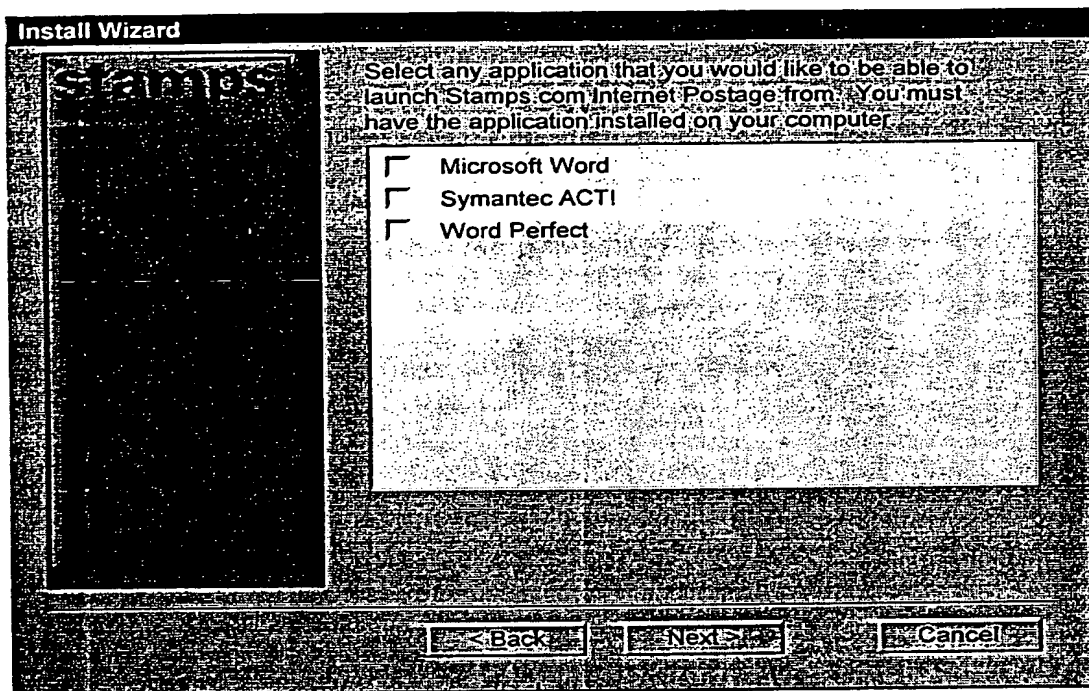 Install Wizard
stamps
Select any application that you would like to be able to
launch Stamps.com Internet Postage from. You must
have the application installed on your computer
Microsoft Word
Symantec ACT!
Word Perfect
< Back
Next >
Cancel